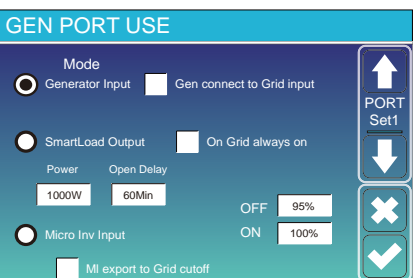 GEN PORT USE
Mode
Generator Input Gen connect to Grid input
PORT
Set1
SmartLoad Output On Grid always on
Power Open Delay
1000W 60Min
OFF 95%
Micro Inv Input ON 100%
MI export to Grid cutoff